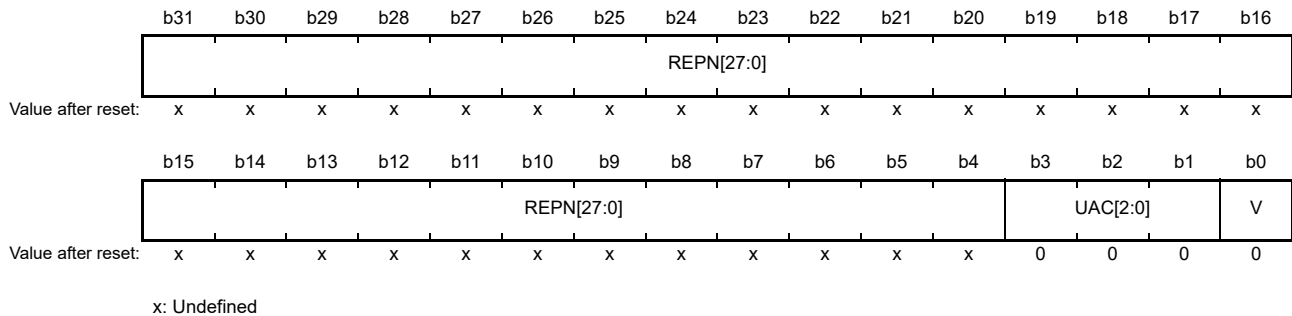 b31 b30 b29 b28 b27 b26 b25 b24 b23 b22 b21 b20 b19 b18 b17 b16
REPN[27:0]
Value after reset: x x x x x x x x x x x x x x x x
b15 b14 b13 b12 b11 b10 b9 b8 b7 b6 b5 b4 b3 b2 b1 b0
REPN[27:0] UAC[2:0] V
Value after reset: x x x x x x x x x x x x 0 0 0 0
x: Undefined